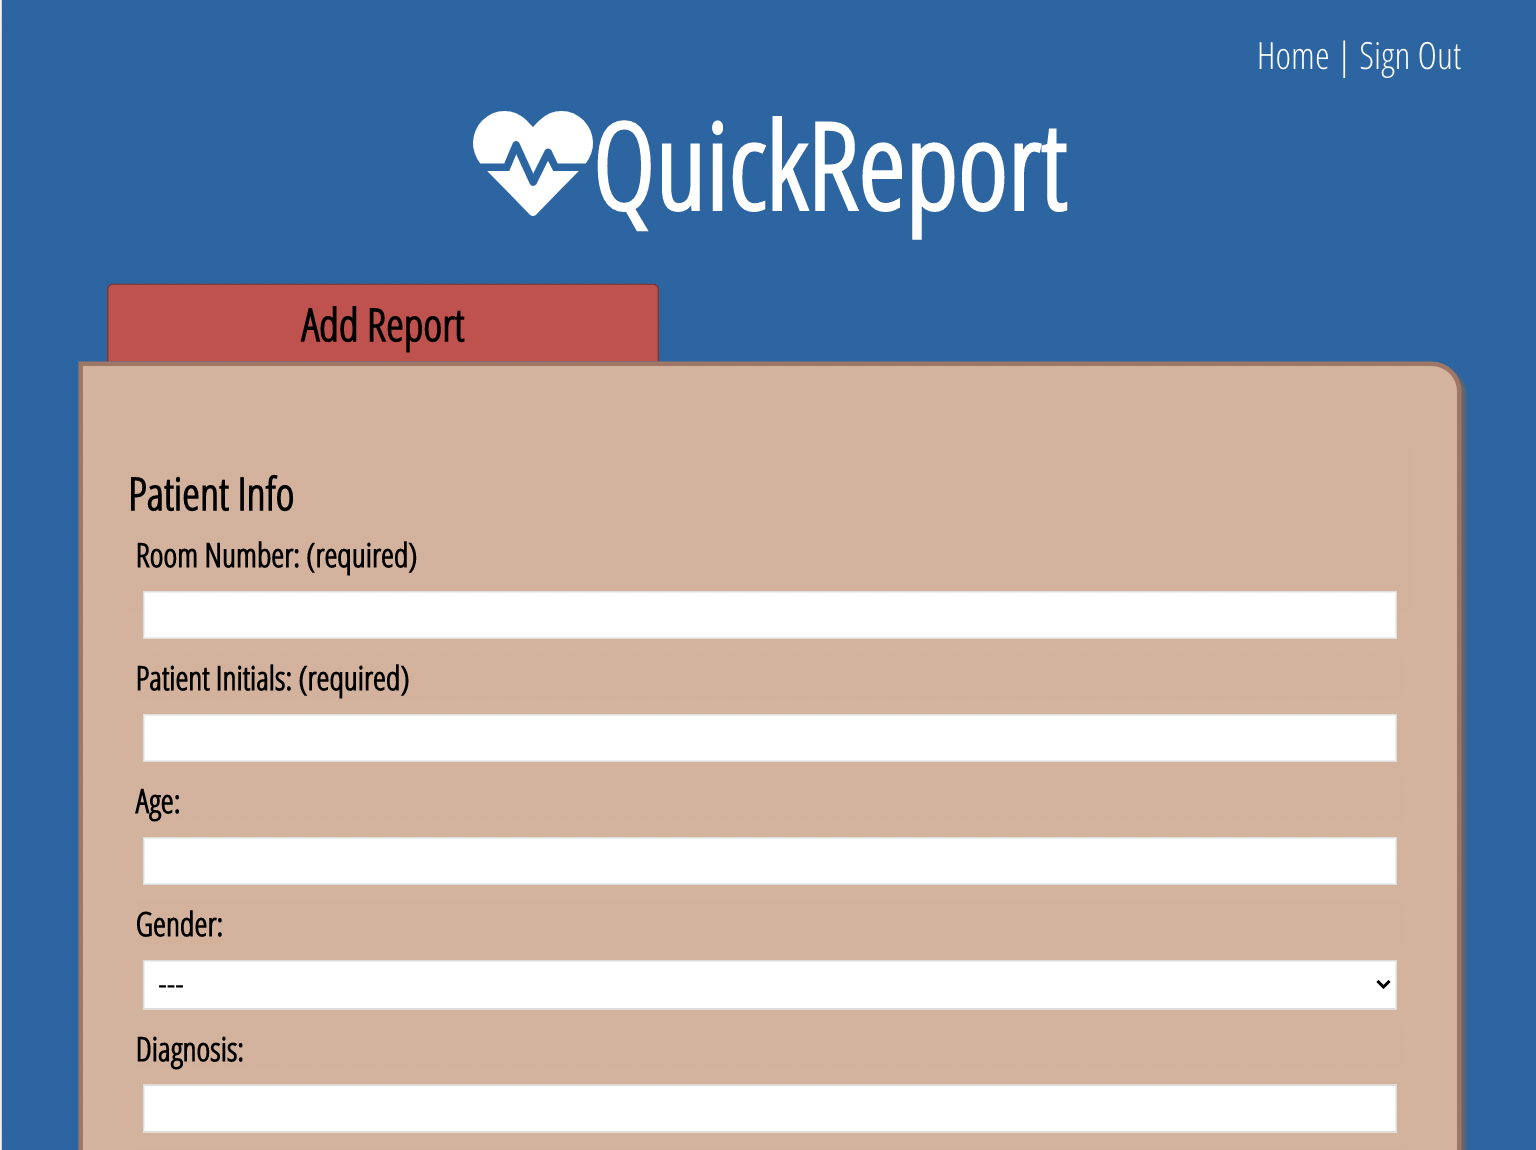 Home | Sign Out
QuickReport
Add Report
Patient Info
Room Number: (required)
Patient Initials: (required)
Age:
Gender:
---
Diagnosis: